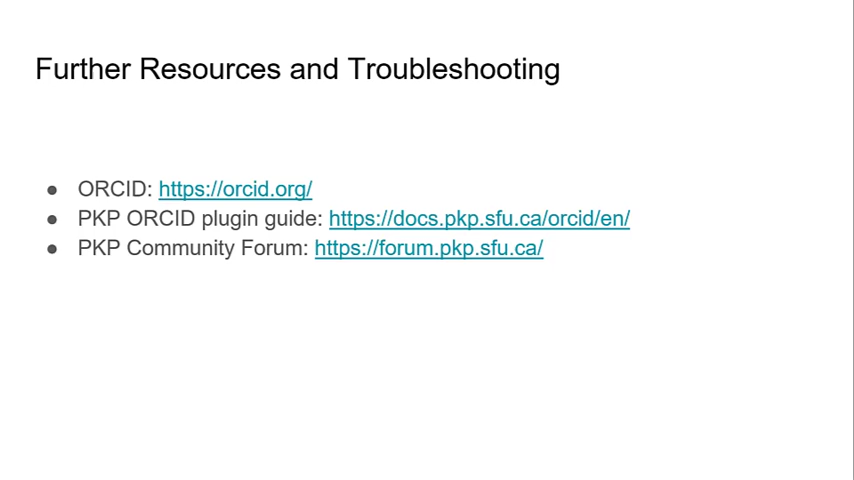 Further Resources and Troubleshooting
● ORCID: https://orcid.org/
● PKP ORCID plugin guide: https://docs.pkp.sfu.ca/orcid/en/
● PKP Community Forum: https://forum.pkp.sfu.ca/